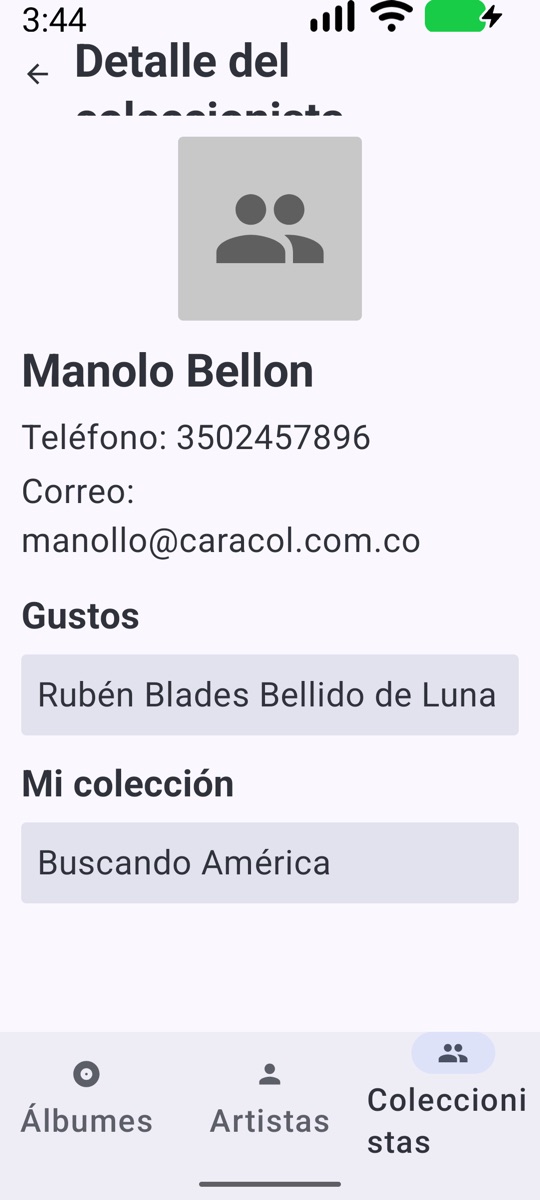 3:44
Detalle del
coleccionista
Manolo Bellon
Teléfono: 3502457896
Correo:
manollo@caracol.com.co
Gustos
Rubén Blades Bellido de Luna
Mi colección
Buscando América
Álbumes
Artistas
Coleccioni
stas